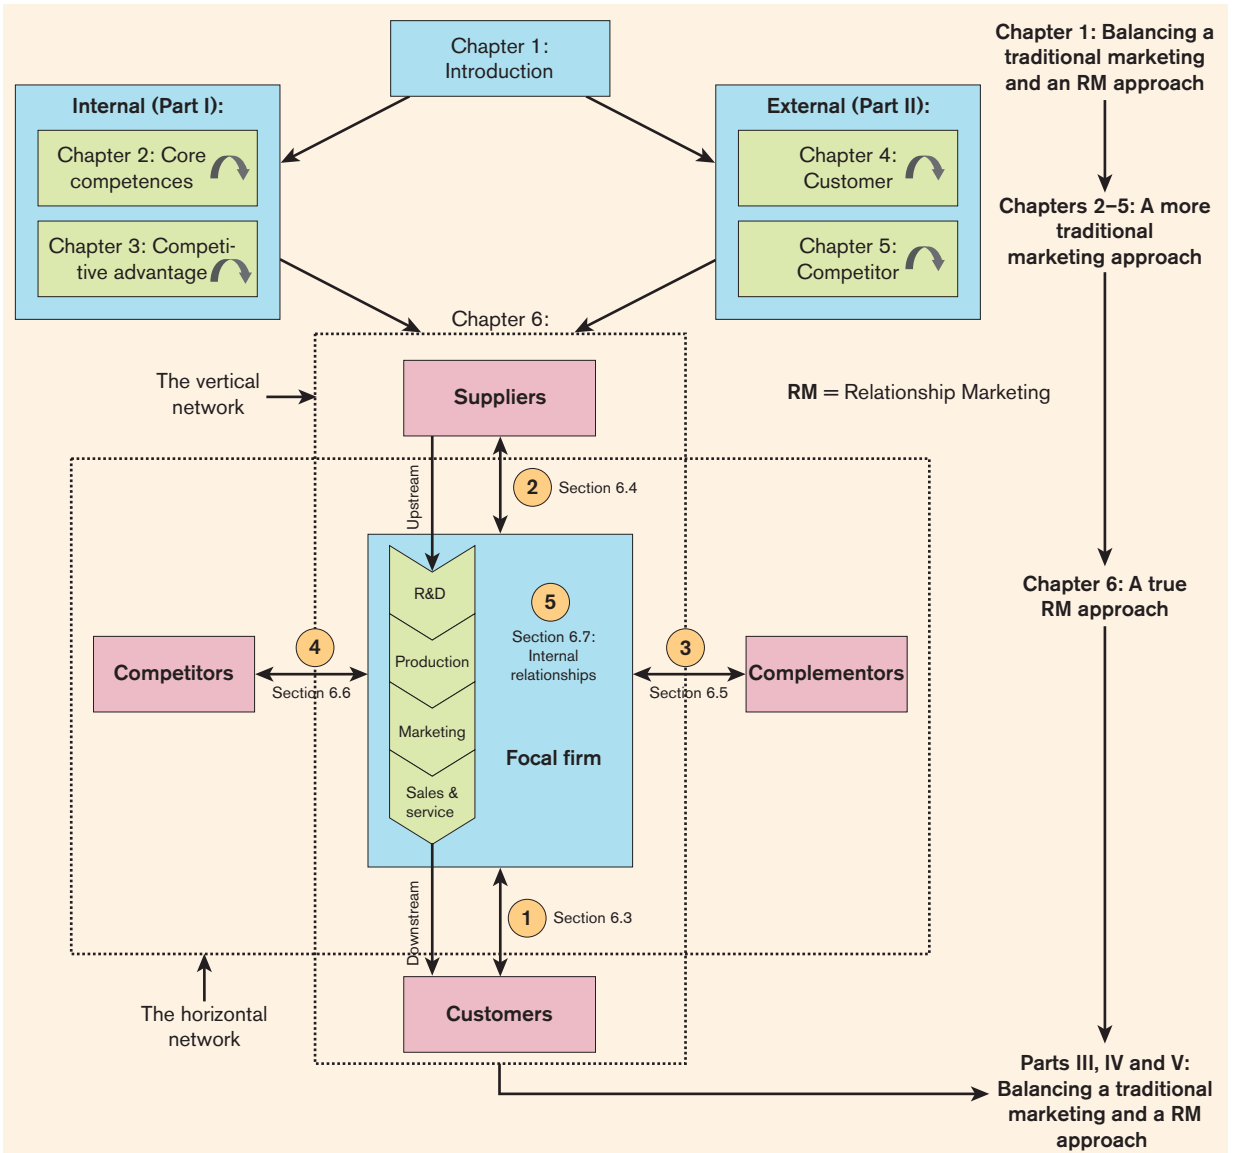 Chapter 1:
Introduction
Internal (Part I):
Chapter 2: Core
competences
Chapter 3: Competi-
tive advantage
External (Part II):
Chapter 4:
Customer
Chapter 5:
Competitor
Chapter 1: Balancing a
traditional marketing
and an RM approach
Chapters 2–5: A more
traditional
marketing approach
Chapter 6: A true
RM approach
Parts III, IV and V:
Balancing a traditional
marketing and a RM
approach
RM = Relationship Marketing
Chapter 6:
The vertical
network
Suppliers
Upstream
2
Section 6.4
R&D
Production
Marketing
Sales &
service
5
Section 6.7:
Internal
relationships
Focal firm
Competitors
4
Section 6.6
3
Section 6.5
Complementors
Downstream
1
Section 6.3
Customers
The horizontal
network